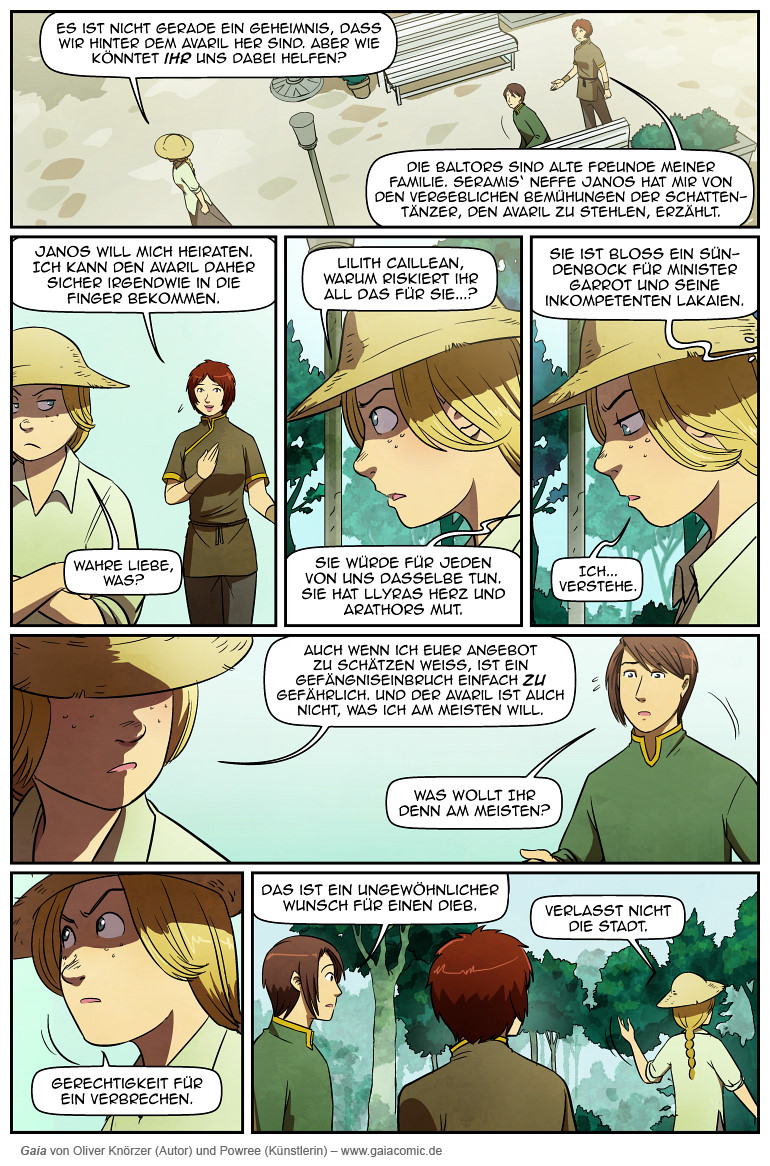 ES IST NICHT GERADE EIN GEHEIMNIS, DASS
WIR HINTER DEM AVARIL HER SIND. ABER WIE
KÖNNTET IHR UNS DABEI HELFEN?
DIE BALTORS SIND ALTE FREUNDE MEINER
FAMILIE. SERAMIS' NEFFE JANOS HAT MIR VON
DEN VERGEBLICHEN BEMÜHUNGEN DER SCHATTEN-
TÄNZER, DEN AVARIL ZU STEHLEN, ERZÄHLT.
JANOS WILL MICH HEIRATEN.
ICH KANN DEN AVARIL DAHER
SICHER IRGENDWIE IN DIE
FINGER BEKOMMEN.
WAHRE LIEBE,
WAS?
LILITH CAILLEAN,
WARUM RISKIERT IHR
ALL DAS FÜR SIE...?
SIE WÜRDE FÜR JEDEN
VON UNS DASSELBE TUN.
SIE HAT LLYRAS HERZ UND
ARATHORS MUT.
SIE IST BLOSS EIN SÜN-
DENBOCK FÜR MINISTER
GARROT UND SEINE
INKOMPETENTEN LAKAIEN.
ICH...
VERSTEHE.
AUCH WENN ICH EUER ANGEBOT
ZU SCHÄTZEN WEISS, IST EIN
GEFÄNGNISEINBRUCH EINFACH ZU
GEFÄHRLICH. UND DER AVARIL IST AUCH
NICHT, WAS ICH AM MEISTEN WILL.
WAS WOLLT IHR
DENN AM MEISTEN?
GERECHTIGKEIT FÜR
EIN VERBRECHEN.
DAS IST EIN UNGEWÖHNLICHER
WUNSCH FÜR EINEN DIEB.
VERLASST NICHT
DIE STADT.
Gaia von Oliver Knörzer (Autor) und Powree (Künstlerin) – www.gaiacomic.de